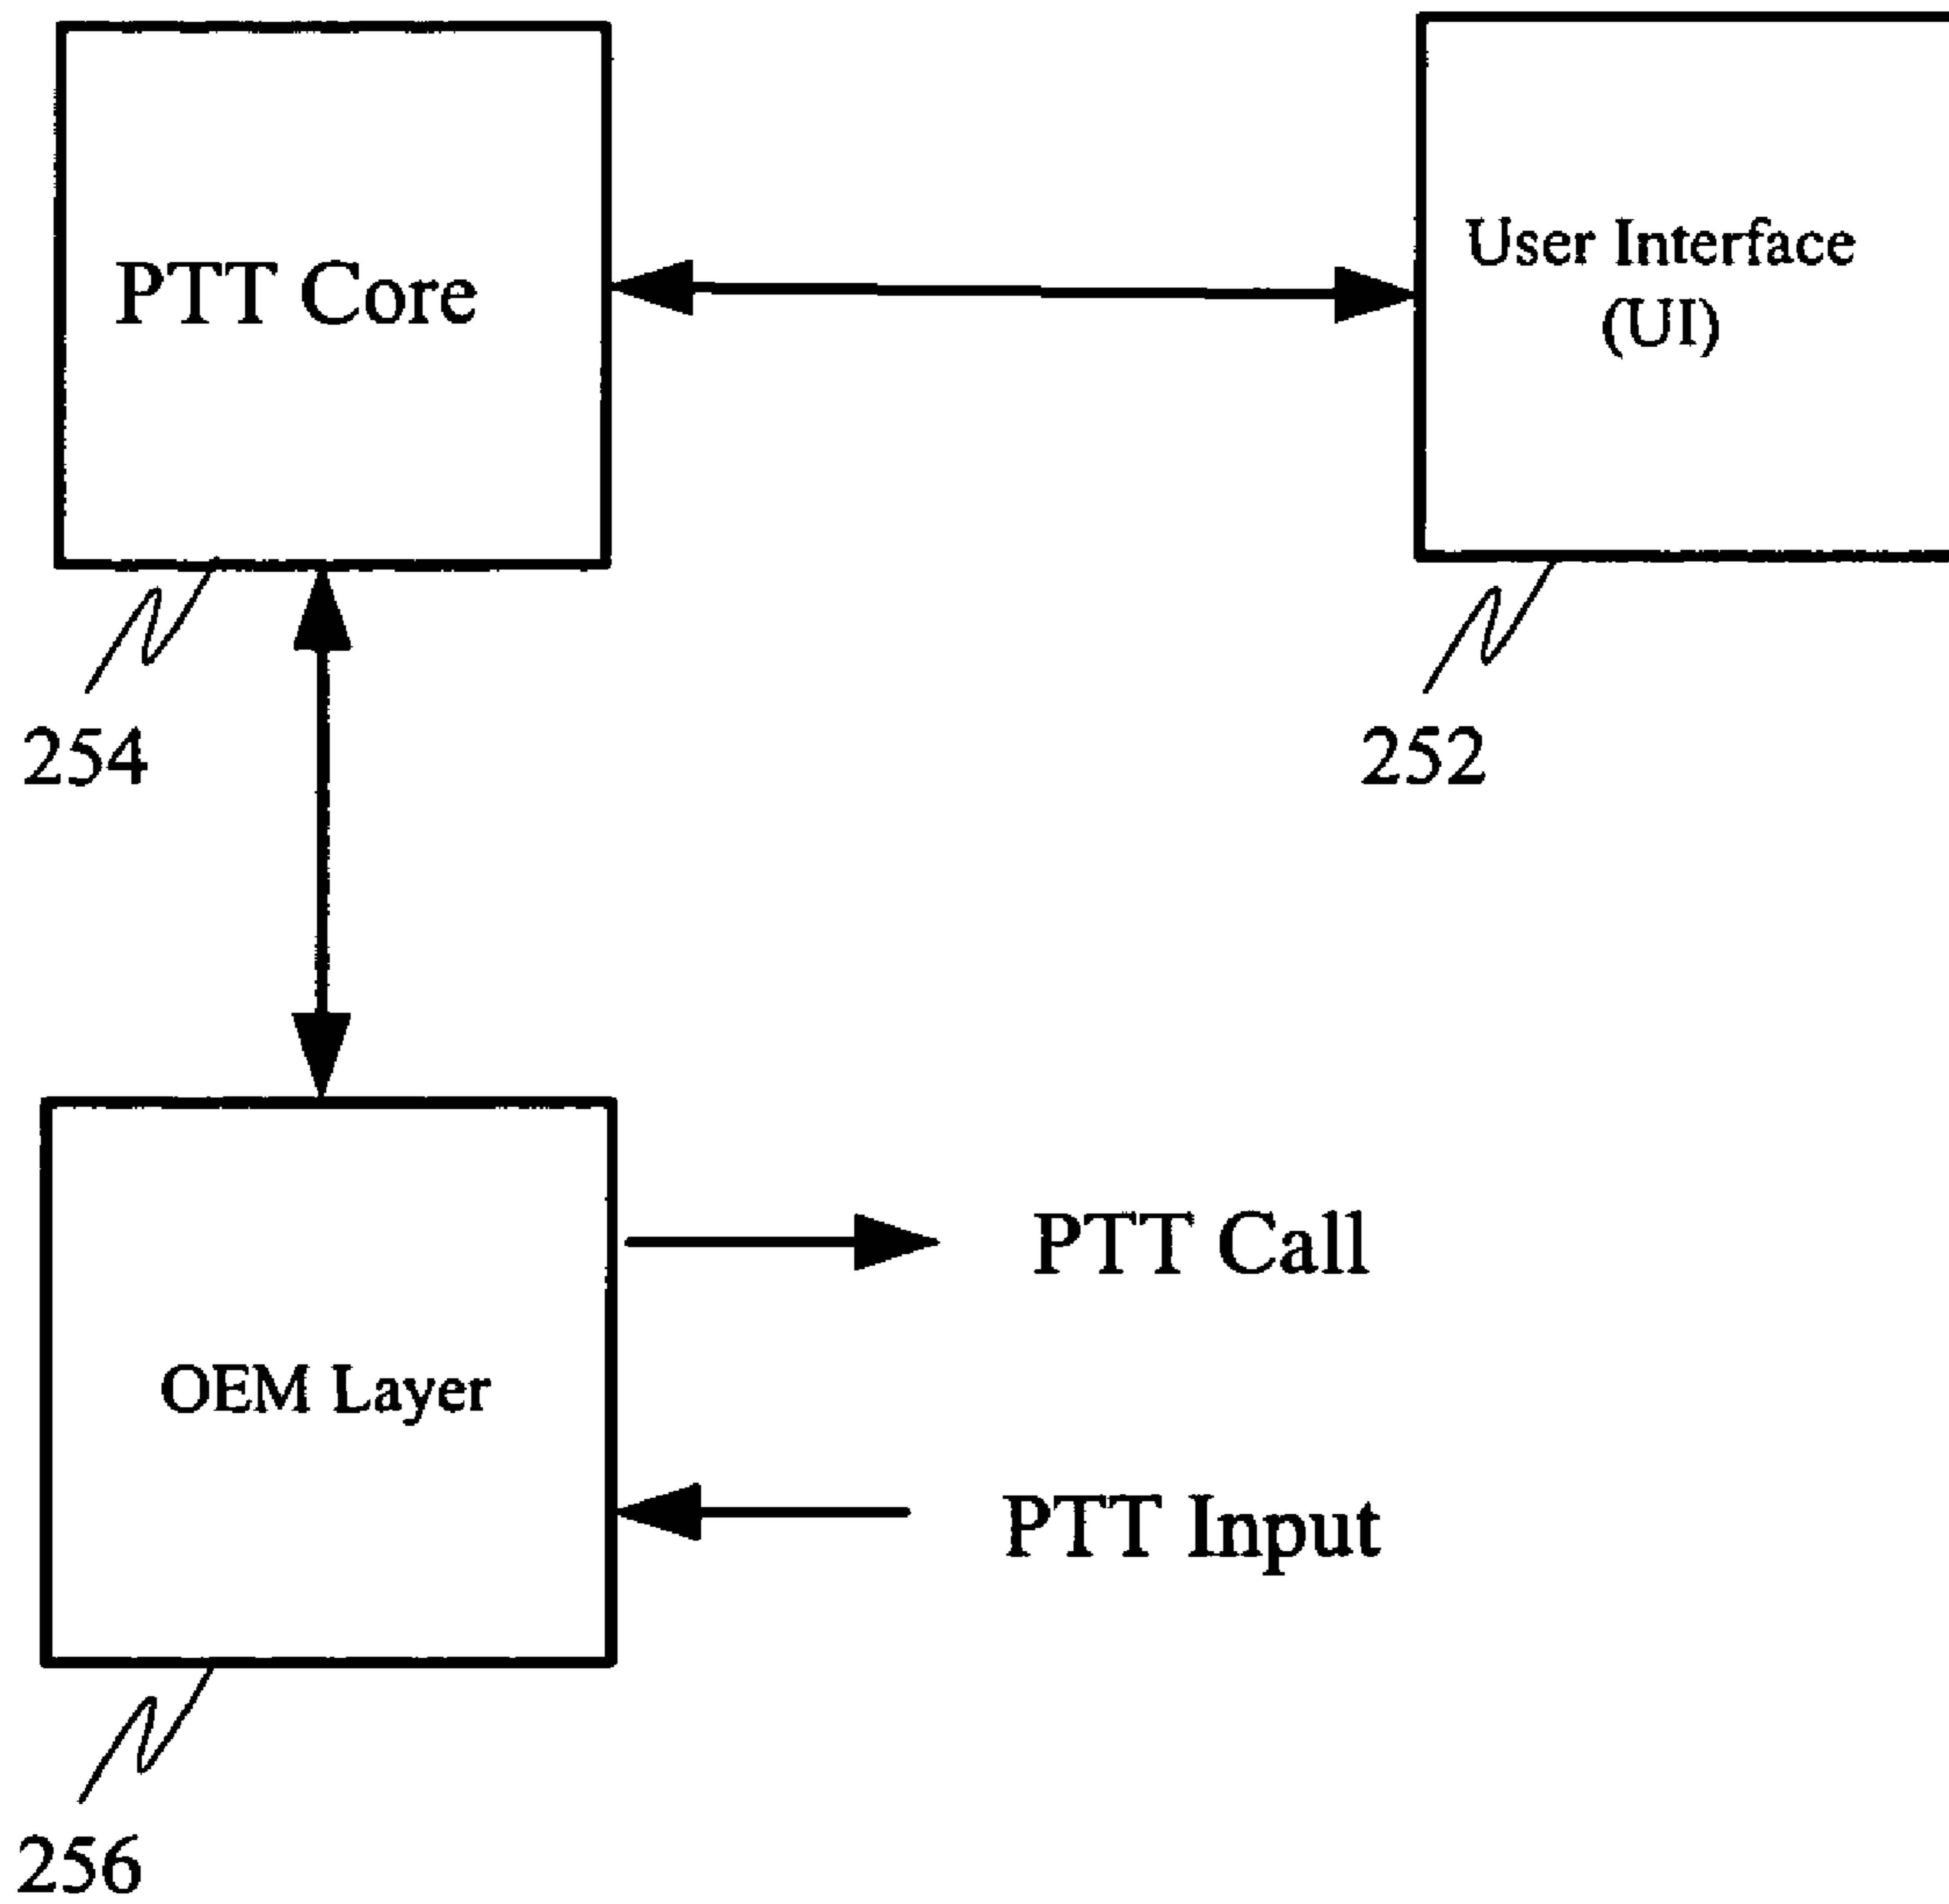 PTT Core
User Interface
(UI)
254
252
OEM Layer
PTT Call
PTT Input
256